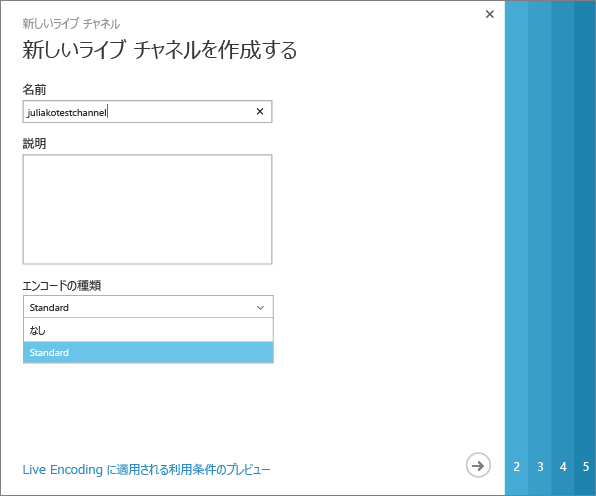 新しいライブ チャネル
新しいライブ チャネルを作成する
名前
juliakotestchannel
説明
エンコードの種類
Standard
なし
Standard
Live Encoding に適用される利用条件のプレビュー
2 3 4 5